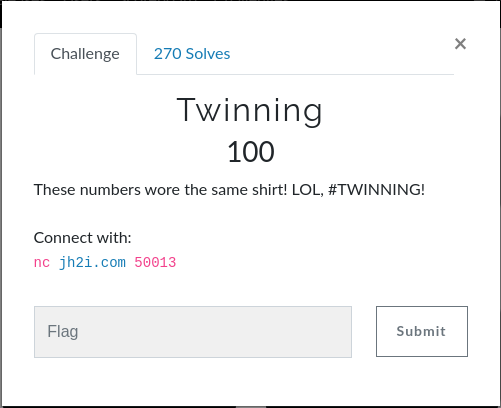 Challenge
270 Solves
×
Twinning
100
These numbers wore the same shirt! LOL, #TWINNING!
Connect with:
nc jh2i.com 50013
Flag
Submit